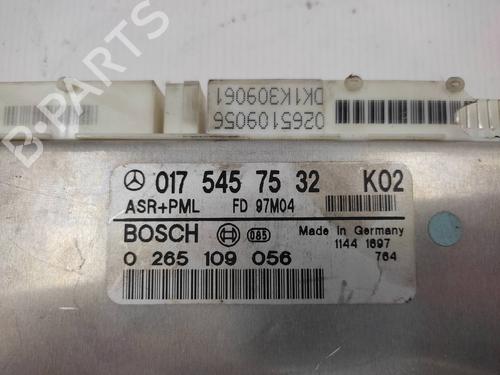 B-PARTS
0265109056
DK1K309061
017 545 75 32 K02
ASR+PML FD 97M04
BOSCH 085 Made in Germany
1144 1697
0 265 109 056 764